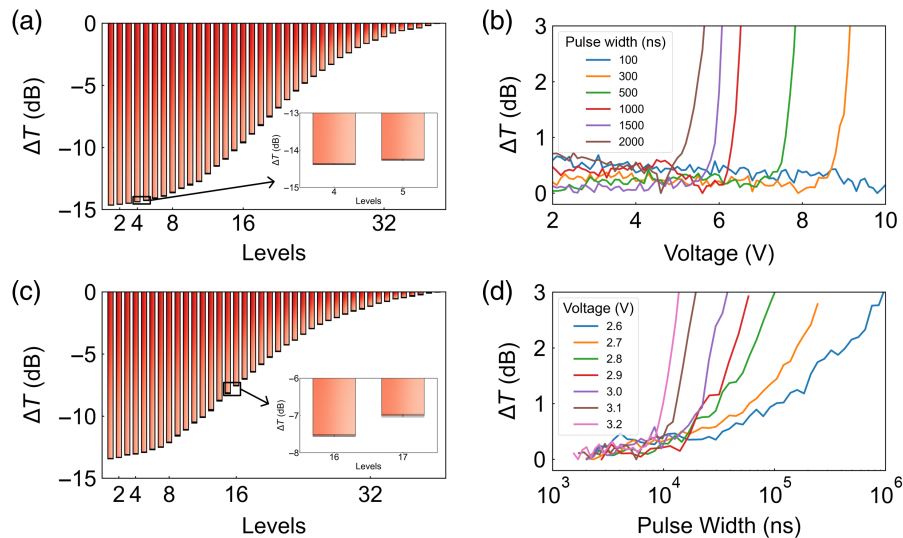 (a)
0
−5
−10
−15
ΔT (dB)
2 4 8 16 32
Levels
−13
−14
−15
ΔT (dB)
4 5
Levels
(b)
3
2
1
0
ΔT (dB)
Pulse width (ns)
100
300
500
1000
1500
2000
2 4 6 8 10
Voltage (V)
(c)
0
−5
−10
−15
ΔT (dB)
2 4 8 16 32
Levels
−6
−7
−8
ΔT (dB)
16 17
Levels
(d)
3
2
1
0
ΔT (dB)
Voltage (V)
2.6
2.7
2.8
2.9
3.0
3.1
3.2
10³ 10⁴ 10⁵ 10⁶
Pulse Width (ns)